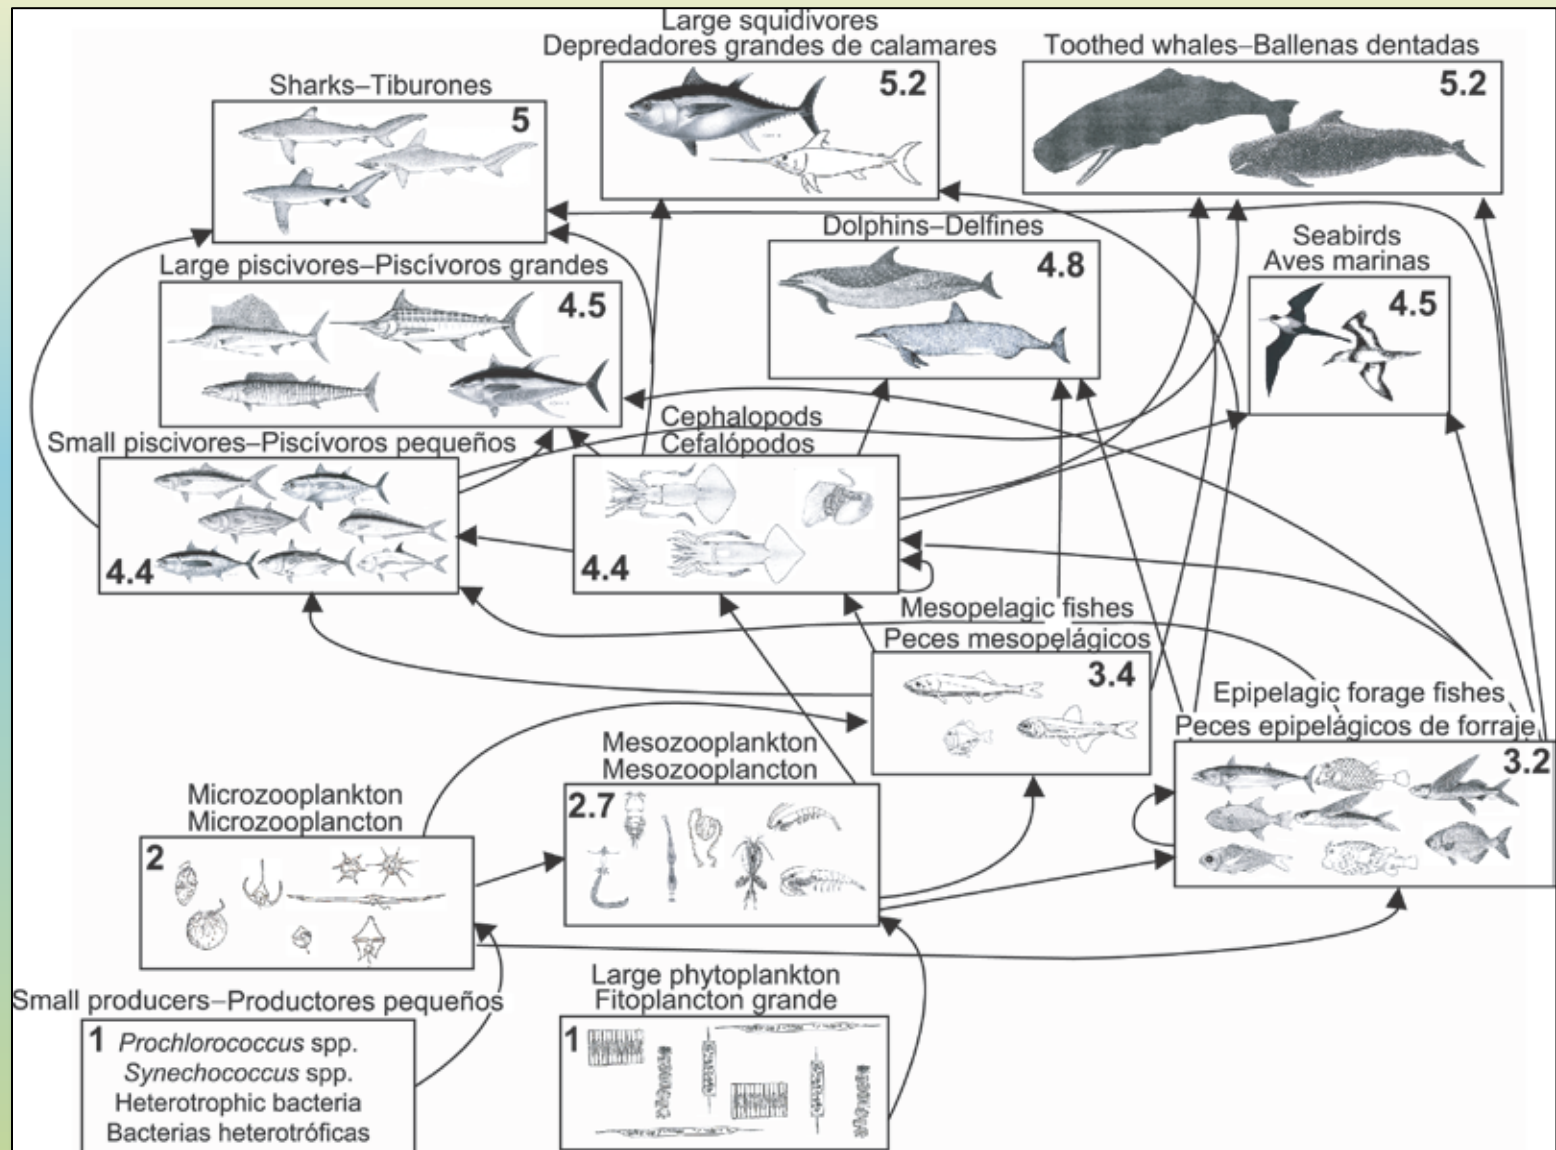 Large squidivores
Depredadores grandes de calamares
5.2
Toothed whales–Ballenas dentadas
5.2
Sharks–Tiburones
5
Dolphins–Delfines
4.8
Seabirds
Aves marinas
4.5
Large piscivores–Piscívoros grandes
4.5
Small piscivores–Piscívoros pequeños
4.4
Cephalopods
Cefalópodos
4.4
Mesopelagic fishes
Peces mesopelágicos
3.4
Epipelagic forage fishes
Peces epipelágicos de forraje
3.2
Mesozooplankton
Mesozooplancton
2.7
Microzooplankton
Microzooplancton
2
Small producers–Productores pequeños
1 Prochlorococcus spp.
Synechococcus spp.
Heterotrophic bacteria
Bacterias heterotróficas
Large phytoplankton
Fitoplancton grande
1